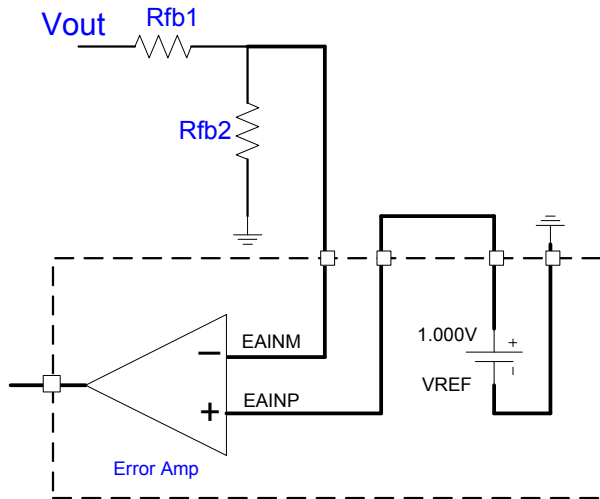 Vout
Rfb1
Rfb2
1.000V
+
−
VREF
−
EAINM
+
EAINP
Error Amp